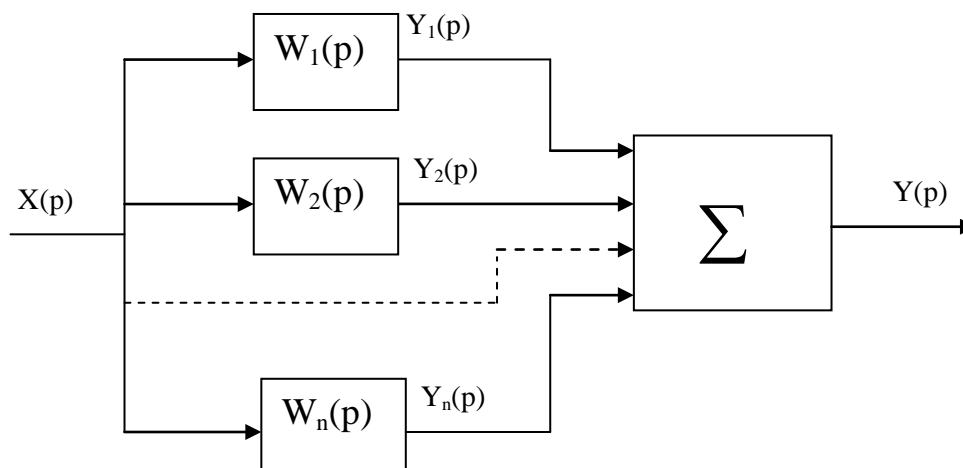 Y₁(p)
W₁(p)
Y₂(p)
W₂(p)
X(p)
Y(p)
Σ
Yₙ(p)
Wₙ(p)